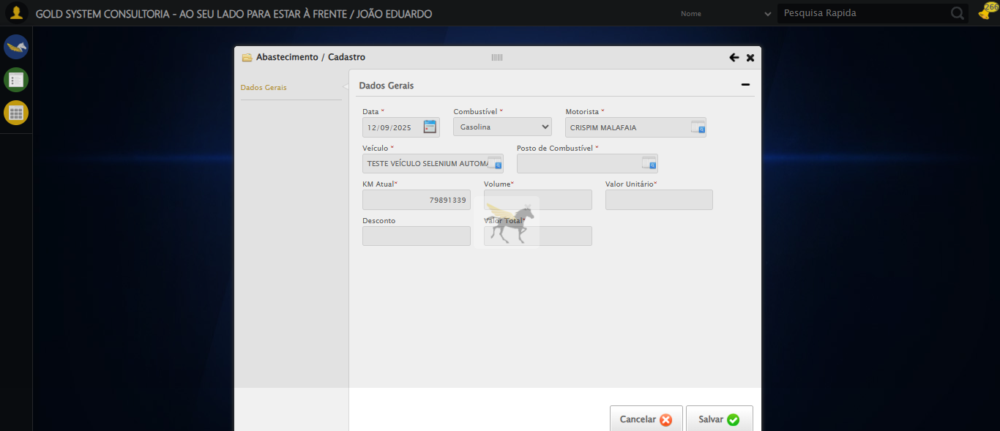 GOLD SYSTEM CONSULTORIA - AO SEU LADO PARA ESTAR À FRENTE / JOÃO EDUARDO
Nome
Pesquisa Rapida
266
Abastecimento / Cadastro
Dados Gerais
Dados Gerais
Data *
Combustível *
Motorista *
12/09/2025
Gasolina
CRISPIM MALAFAIA
Veículo *
Posto de Combustível *
TESTE VEÍCULO SELENIUM AUTOMA
KM Atual*
Volume*
Valor Unitário*
79891339
Desconto
Valor Total*
Cancelar
Salvar